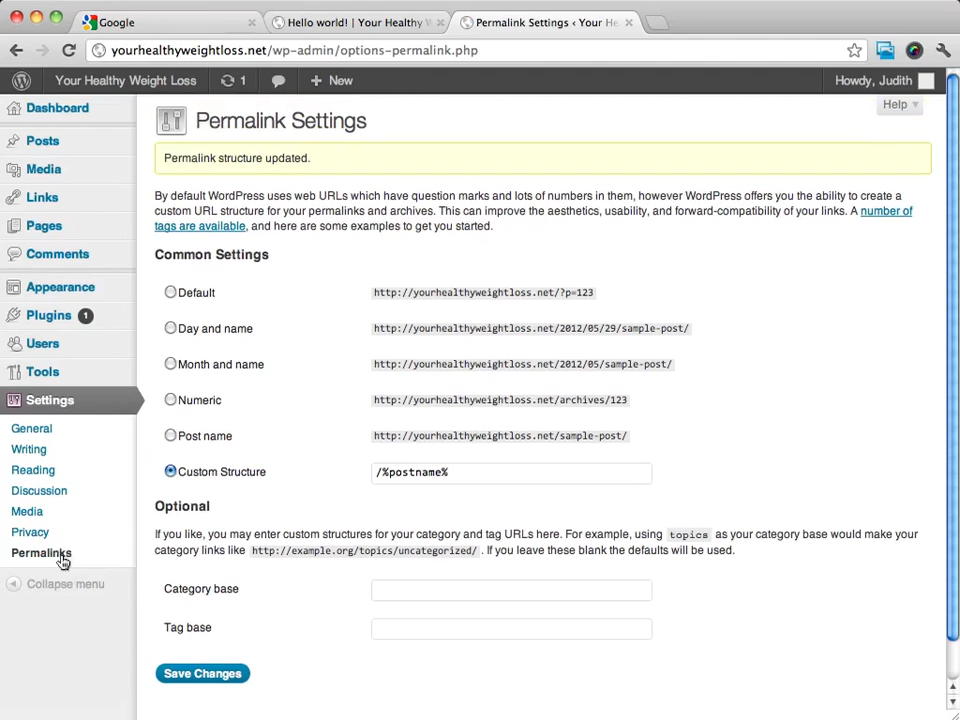 Google
Hello world! | Your Healthy W
Permalink Settings ‹ Your He
yourhealthyweightloss.net/wp-admin/options-permalink.php
Your Healthy Weight Loss
1
+ New
Howdy, Judith
Help
Dashboard
Posts
Media
Links
Pages
Comments
Appearance
Plugins 1
Users
Tools
Settings
General
Writing
Reading
Discussion
Media
Privacy
Permalinks
Collapse menu
Permalink Settings
Permalink structure updated.
By default WordPress uses web URLs which have question marks and lots of numbers in them, however WordPress offers you the ability to create a
custom URL structure for your permalinks and archives. This can improve the aesthetics, usability, and forward-compatibility of your links. A number of
tags are available, and here are some examples to get you started.
Common Settings
Default http://yourhealthyweightloss.net/?p=123
Day and name http://yourhealthyweightloss.net/2012/05/29/sample-post/
Month and name http://yourhealthyweightloss.net/2012/05/sample-post/
Numeric http://yourhealthyweightloss.net/archives/123
Post name http://yourhealthyweightloss.net/sample-post/
Custom Structure /%postname%
Optional
If you like, you may enter custom structures for your category and tag URLs here. For example, using topics as your category base would make your
category links like http://example.org/topics/uncategorized/ . If you leave these blank the defaults will be used.
Category base
Tag base
Save Changes